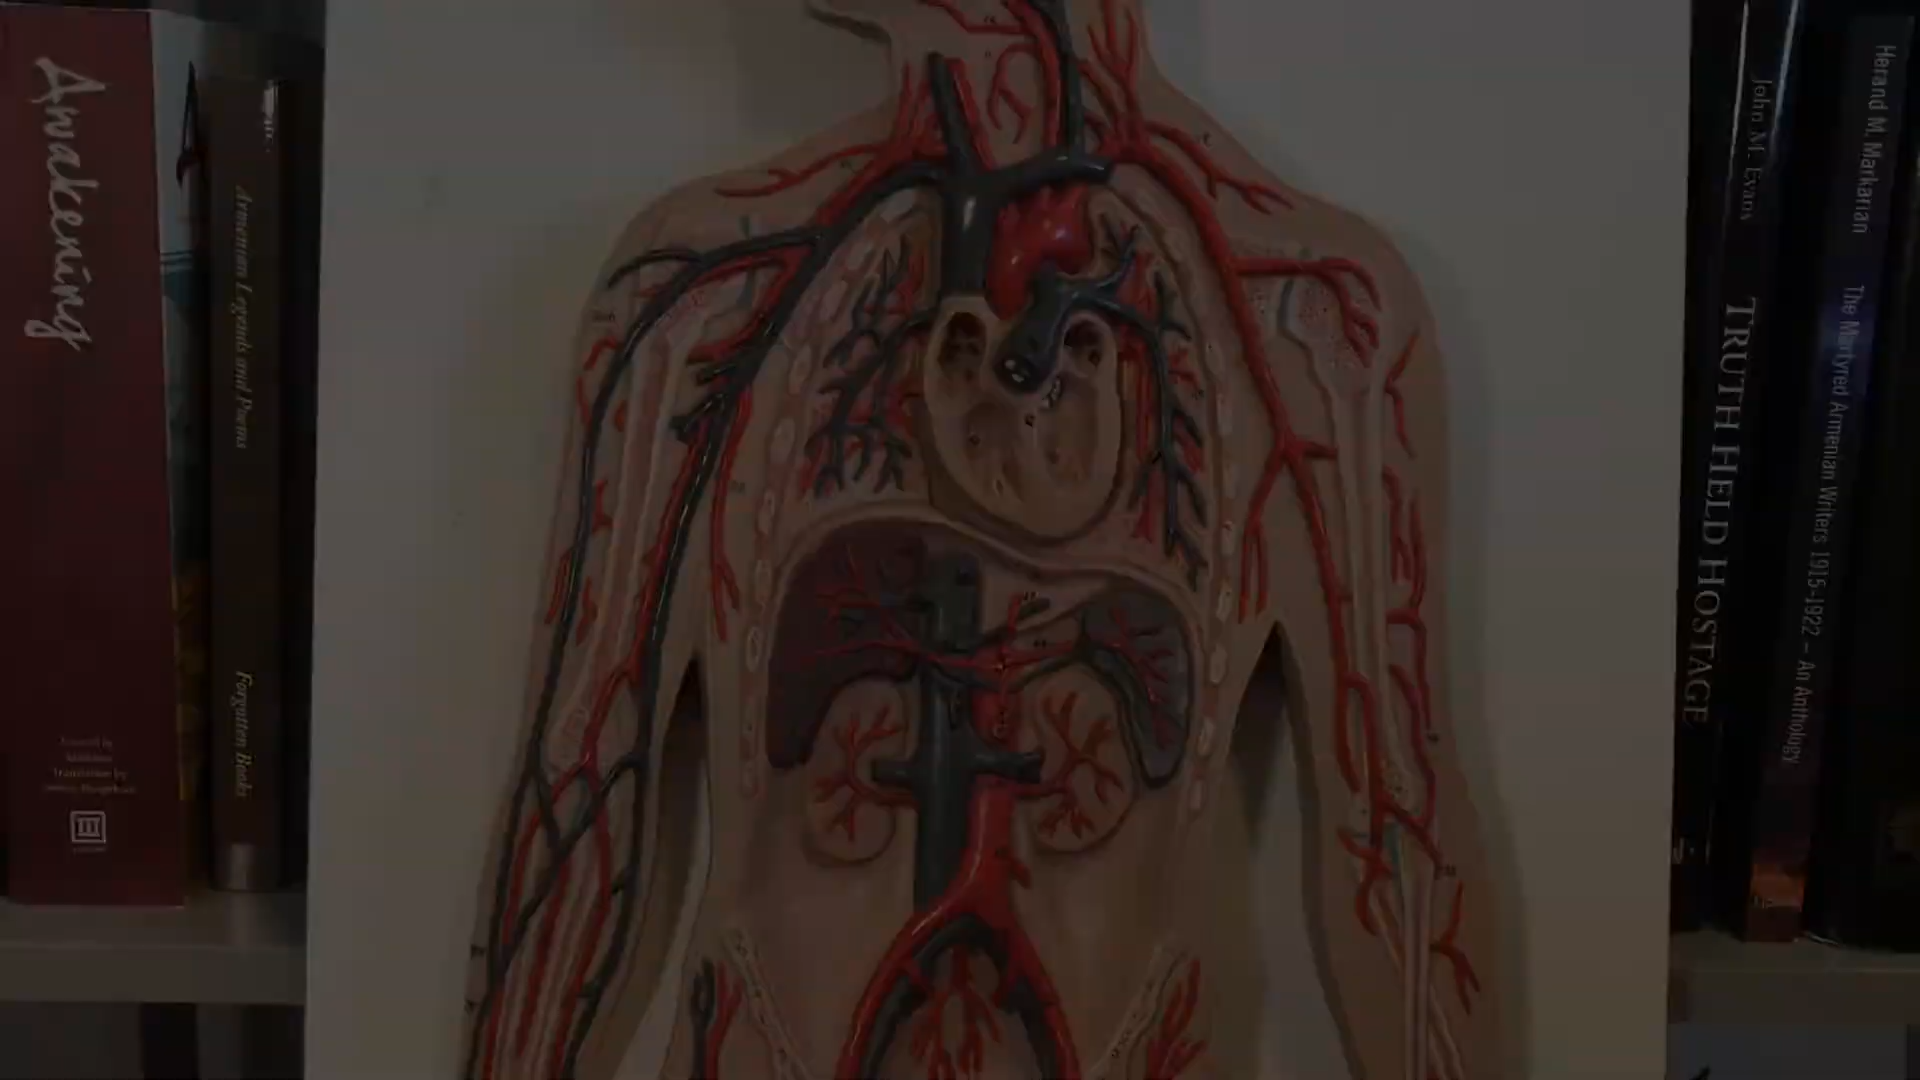 Awakening
Armenian Legends and Poems
Forgotten Books
John M. Evans
TRUTH HELD HOSTAGE
Herand M. Markarian
The Martyred Armenian Writers 1915-1922 – An Anthology